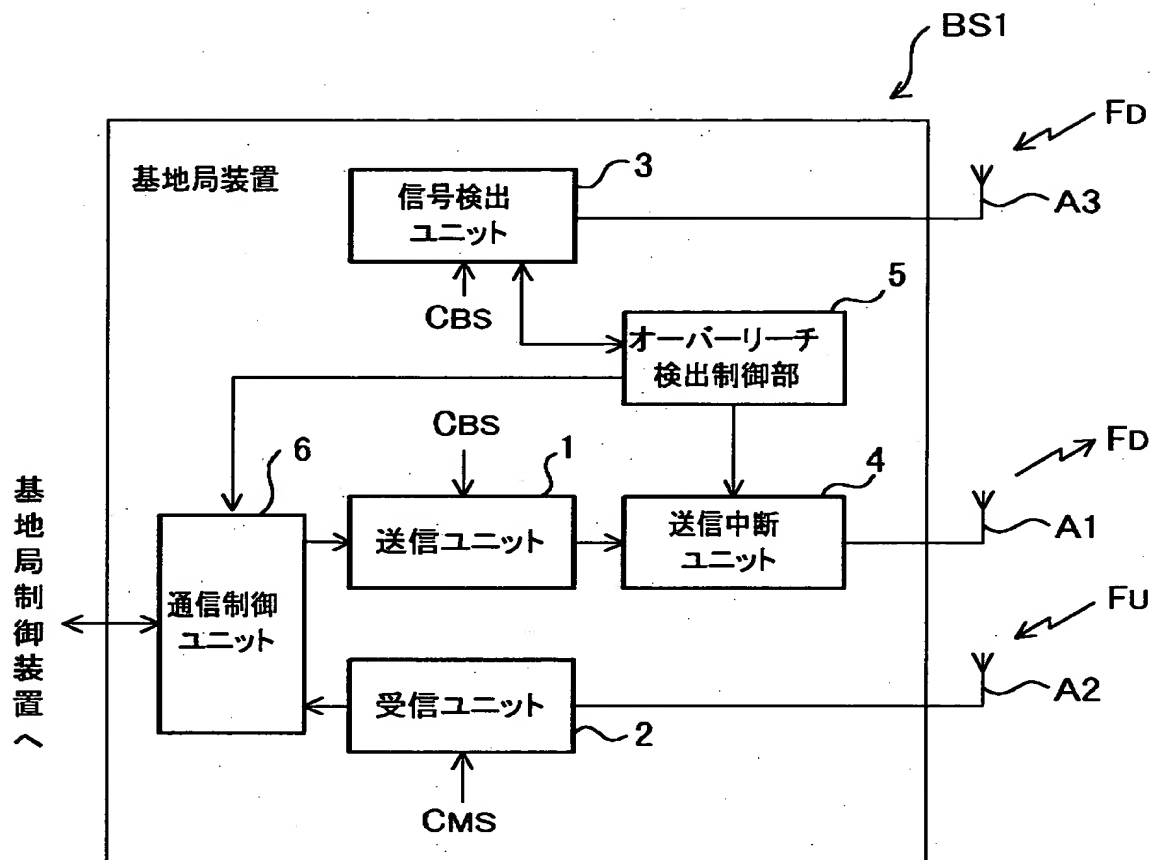 BS1
FD
基地局装置
3
信号検出
ユニット
A3
CBS
5
オーバーリーチ
検出制御部
CBS
FD
6
1
4
送信ユニット
送信中断
ユニット
A1
基地局制御装置へ
通信制御
ユニット
FU
受信ユニット
2
A2
CMS